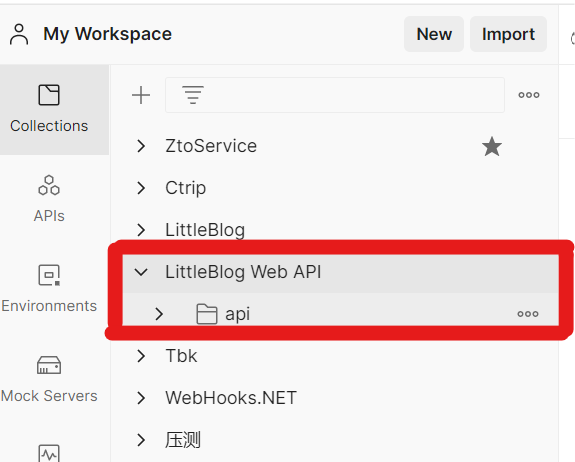 My Workspace New Import
Collections
ZtoService
Ctrip
APIs
LittleBlog
LittleBlog Web API
Environments
api
Tbk
Mock Servers
WebHooks.NET
压测